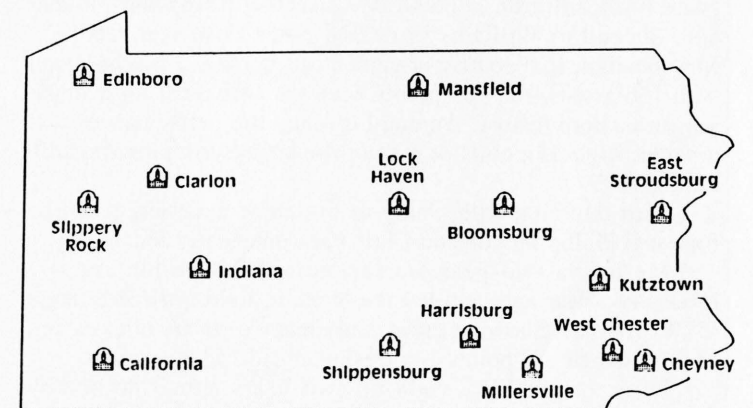 Edinboro
Mansfield
Clarion
Lock
Haven
East
Stroudsburg
Slippery
Rock
Bloomsburg
Indiana
Kutztown
Harrisburg
West Chester
California
Shippensburg
Cheyney
Millersville